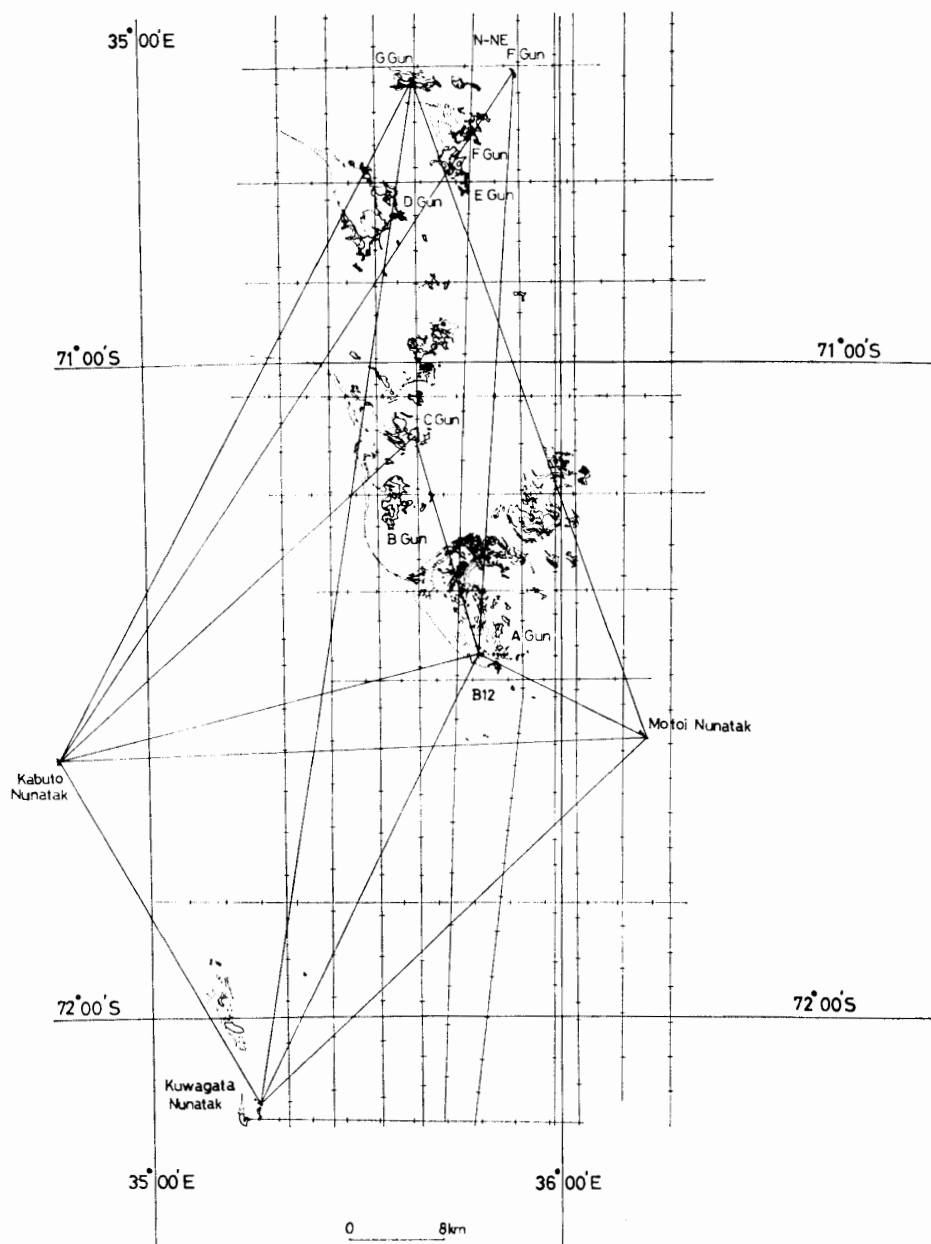 35°00'E
N-NE
G Gun
F Gun
F Gun
E Gun
D Gun
71°00'S
71°00'S
C Gun
B Gun
A Gun
B12
Motoi Nunatak
Kabuto
Nunatak
72°00'S
72°00'S
Kuwagata
Nunatak
35°00'E
36°00'E
0 8km